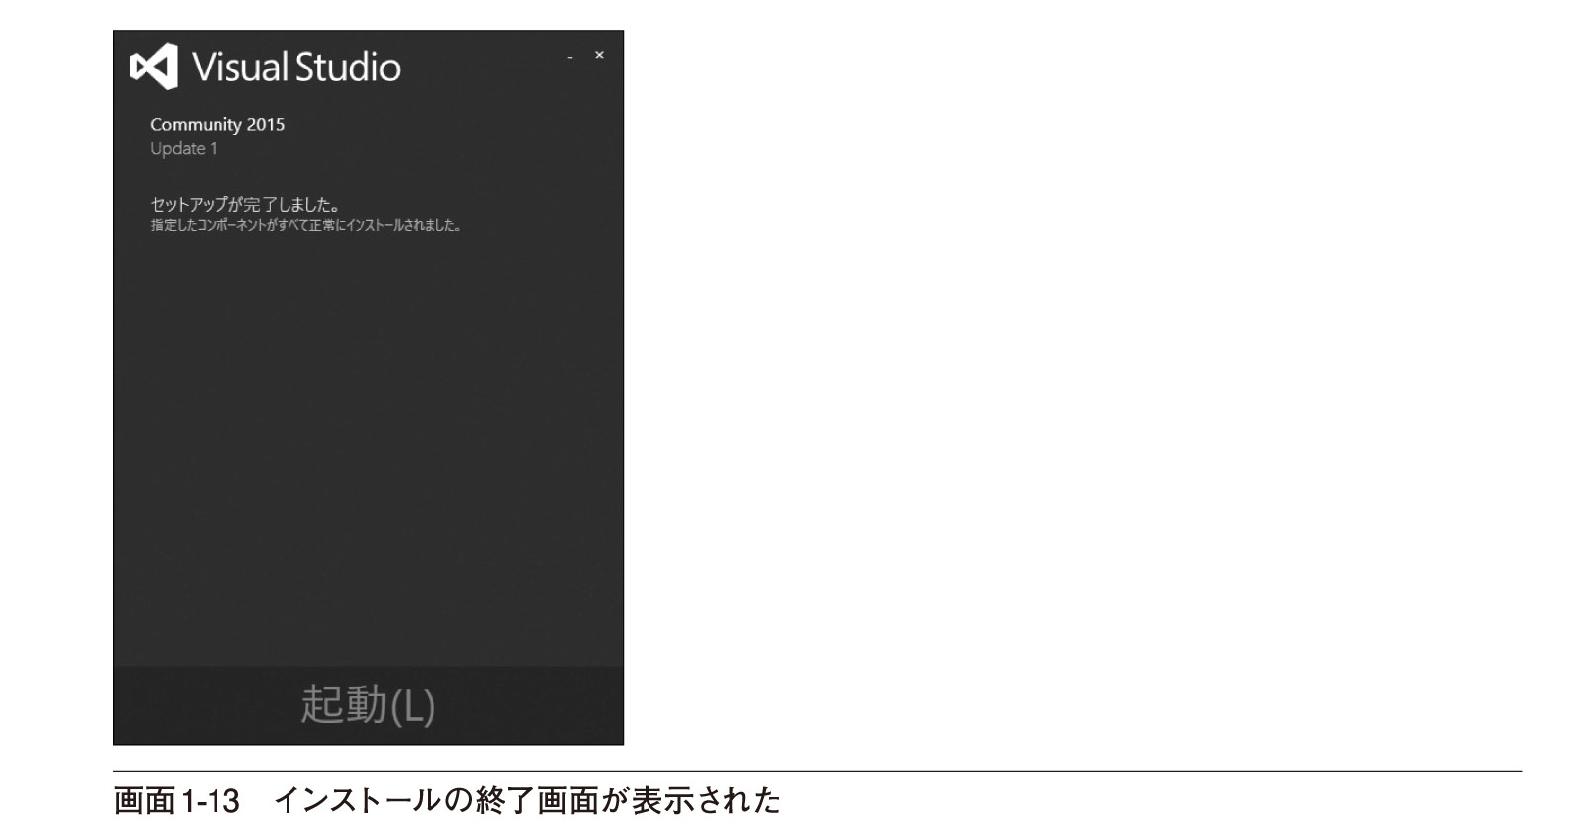 Visual Studio
Community 2015
Update 1
セットアップが完了しました。
指定したコンポーネントがすべて正常にインストールされました。
起動(L)
画面1-13　インストールの終了画面が表示された